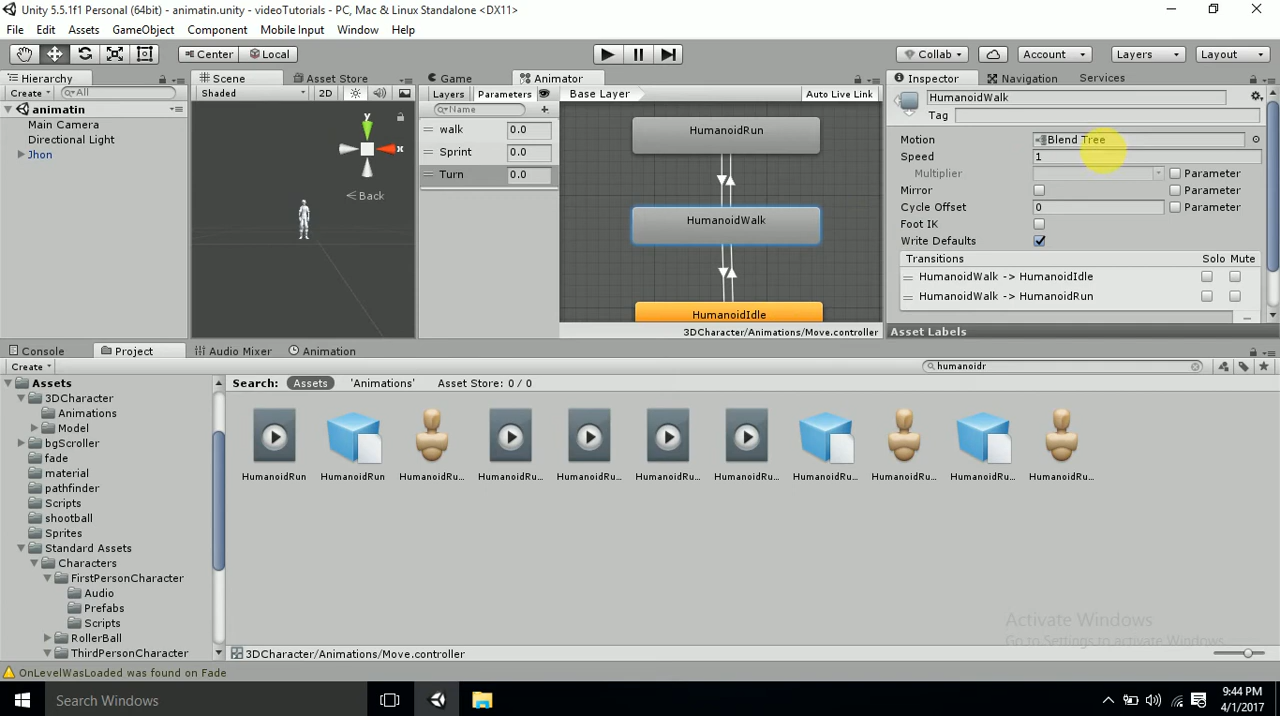 Unity 5.5.1f1 Personal (64bit) - animatin.unity - videoTutorials - PC, Mac & Linux Standalone <DX11>
File Edit Assets GameObject Component Mobile Input Window Help
Center Local Collab Account Layers Layout
Hierarchy Scene Asset Store Game Animator Inspector Navigation Services
Create All Shaded 2D Layers Parameters Base Layer Auto Live Link HumanoidWalk
animatin
Main Camera
Directional Light
Jhon
y
x
Back
Name
walk 0.0
Sprint 0.0
Turn 0.0
HumanoidRun
HumanoidWalk
HumanoidIdle
3DCharacter/Animations/Move.controller
Tag
Motion Blend Tree
Speed 1
Multiplier Parameter
Mirror Parameter
Cycle Offset 0 Parameter
Foot IK
Write Defaults
Transitions Solo Mute
HumanoidWalk -> HumanoidIdle
HumanoidWalk -> HumanoidRun
Asset Labels
Console Project Audio Mixer Animation
Create humanoidr
Assets
3DCharacter
Animations
Model
bgScroller
fade
material
pathfinder
Scripts
shootball
Sprites
Standard Assets
Characters
FirstPersonCharacter
Audio
Prefabs
Scripts
RollerBall
ThirdPersonCharacter
Search: Assets 'Animations' Asset Store: 0 / 0
HumanoidRun HumanoidRun HumanoidRu... HumanoidRu... HumanoidRu... HumanoidRu... HumanoidRu... HumanoidRu... HumanoidRu... HumanoidRu... HumanoidRu...
Activate Windows
Go to Settings to activate Windows.
3DCharacter/Animations/Move.controller
OnLevelWasLoaded was found on Fade
Search Windows
9:44 PM
4/1/2017